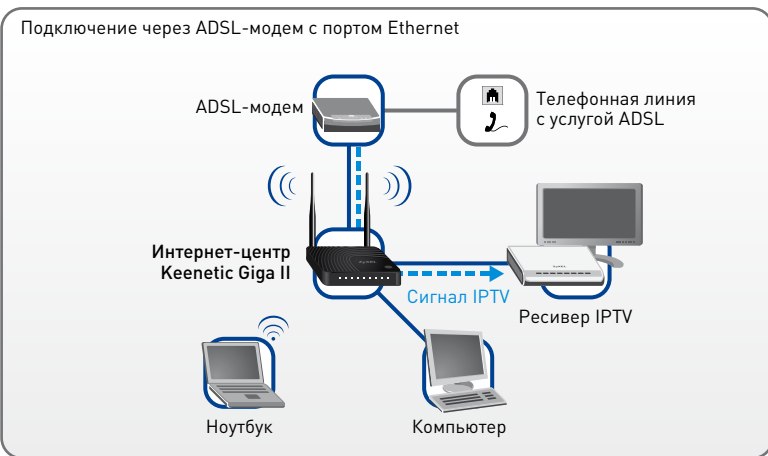 Подключение через ADSL-модем с портом Ethernet
ADSL-модем
Телефонная линия
с услугой ADSL
Интернет-центр
Keenetic Giga II
ZyXEL
Сигнал IPTV
Ресивер IPTV
Ноутбук
Компьютер